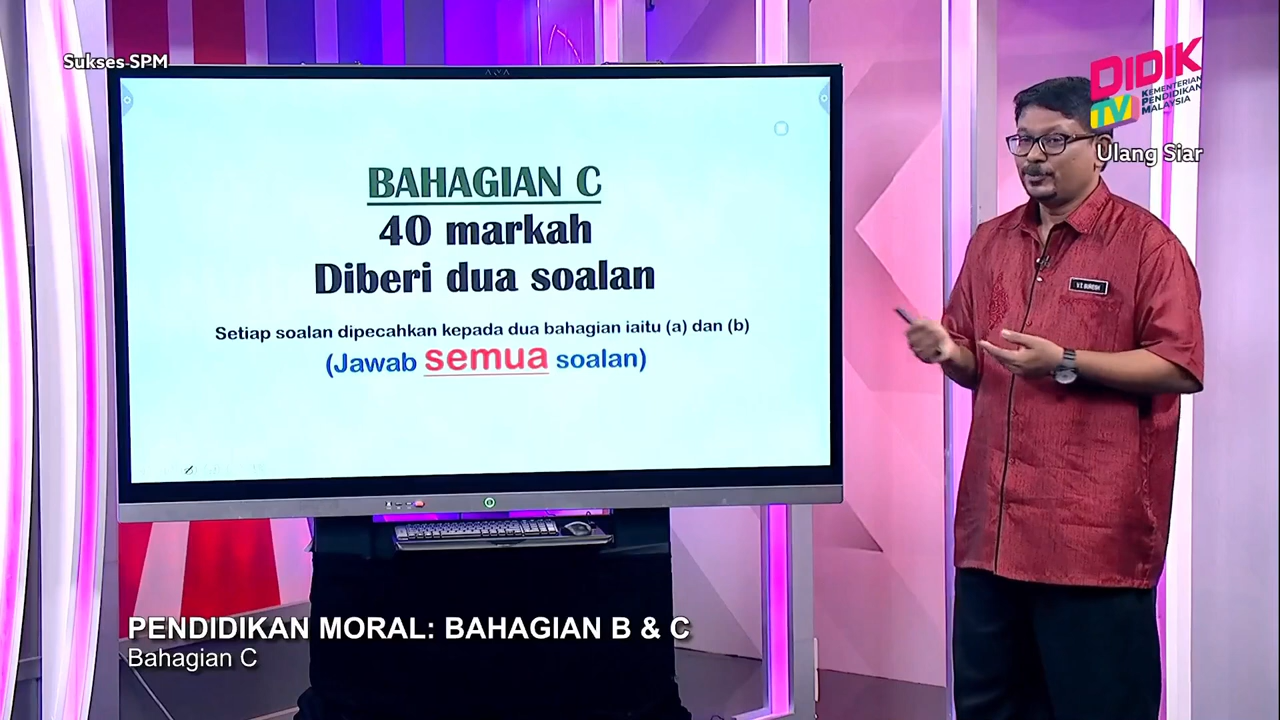 Sukses SPM
DIDIK
TV
KEMENTERIAN
PENDIDIKAN
MALAYSIA
Ulang Siar
BAHAGIAN C
40 markah
Diberi dua soalan
Setiap soalan dipecahkan kepada dua bahagian iaitu (a) dan (b)
(Jawab semua soalan)
V.T. SURESH
PENDIDIKAN MORAL: BAHAGIAN B & C
Bahagian C